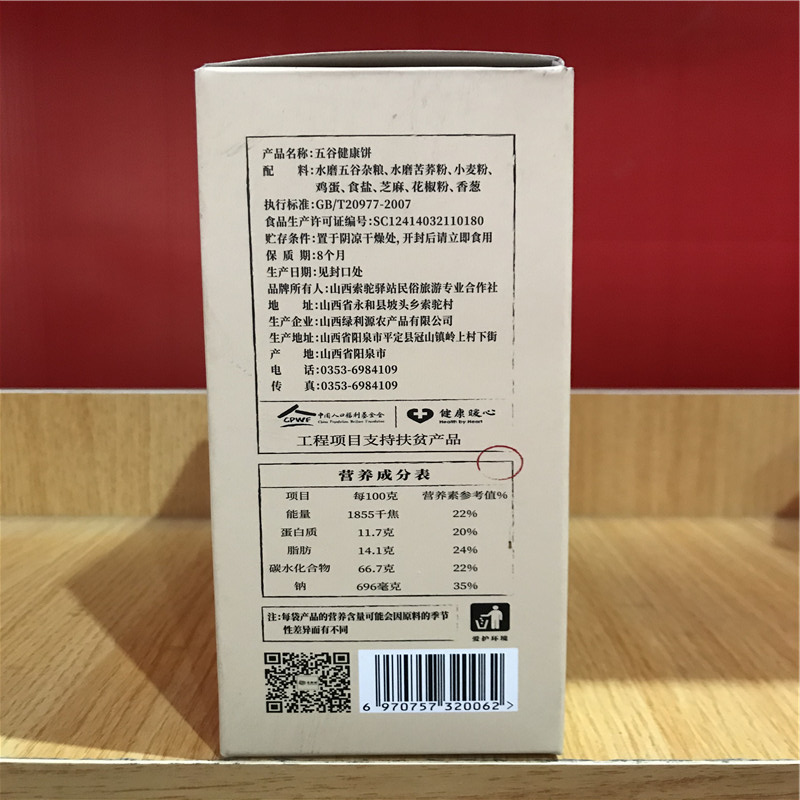 产品名称:五谷健康饼
配 料:水磨五谷杂粮、水磨苦荞粉、小麦粉、
鸡蛋、食盐、芝麻、花椒粉、香葱
执行标准:GB/T20977-2007
食品生产许可证编号:SC12414032110180
贮存条件:置于阴凉干燥处,开封后请立即食用
保 质 期:8个月
生产日期:见封口处
品牌所有人:山西索驼驿站民俗旅游专业合作社
地 址:山西省永和县坡头乡索驼村
生产企业:山西绿利源农产品有限公司
生产地址:山西省阳泉市平定县冠山镇岭上村下街
产 地:山西省阳泉市
电 话:0353-6984109
传 真:0353-6984109
CPWF 中国人口福利基金会 健康暖心
China Population Welfare Foundation Health by Heart
工程项目支持扶贫产品
营养成分表
项目 每100克 营养素参考值%
能量 1855千焦 22%
蛋白质 11.7克 20%
脂肪 14.1克 24%
碳水化合物 66.7克 22%
钠 696毫克 35%
注:每袋产品的营养含量可能会因原料的季节
性差异而有不同
爱护环境
6 970757 320062 >